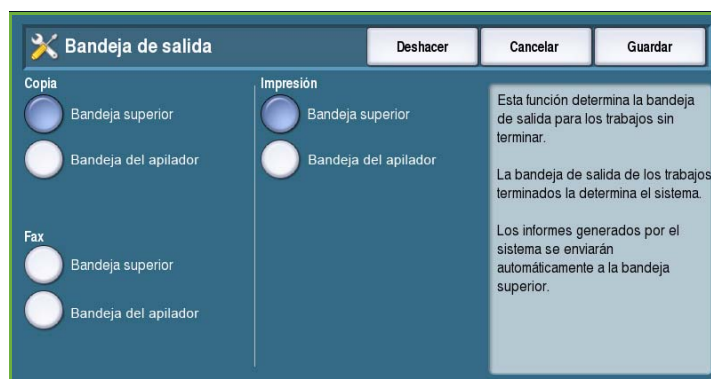 Bandeja de salida
Deshacer
Cancelar
Guardar
Copia
Bandeja superior
Bandeja del apilador
Impresión
Bandeja superior
Bandeja del apilador
Fax
Bandeja superior
Bandeja del apilador
Esta función determina la bandeja
de salida para los trabajos sin
terminar.
La bandeja de salida de los trabajos
terminados la determina el sistema.
Los informes generados por el
sistema se enviarán
automáticamente a la bandeja
superior.